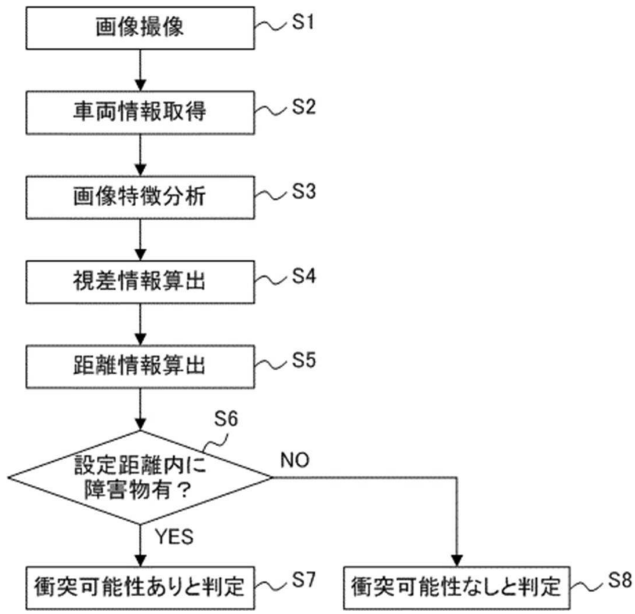 画像撮像
S1
車両情報取得
S2
画像特徴分析
S3
視差情報算出
S4
距離情報算出
S5
S6
設定距離内に
障害物有？
NO
YES
衝突可能性ありと判定
S7
衝突可能性なしと判定
S8